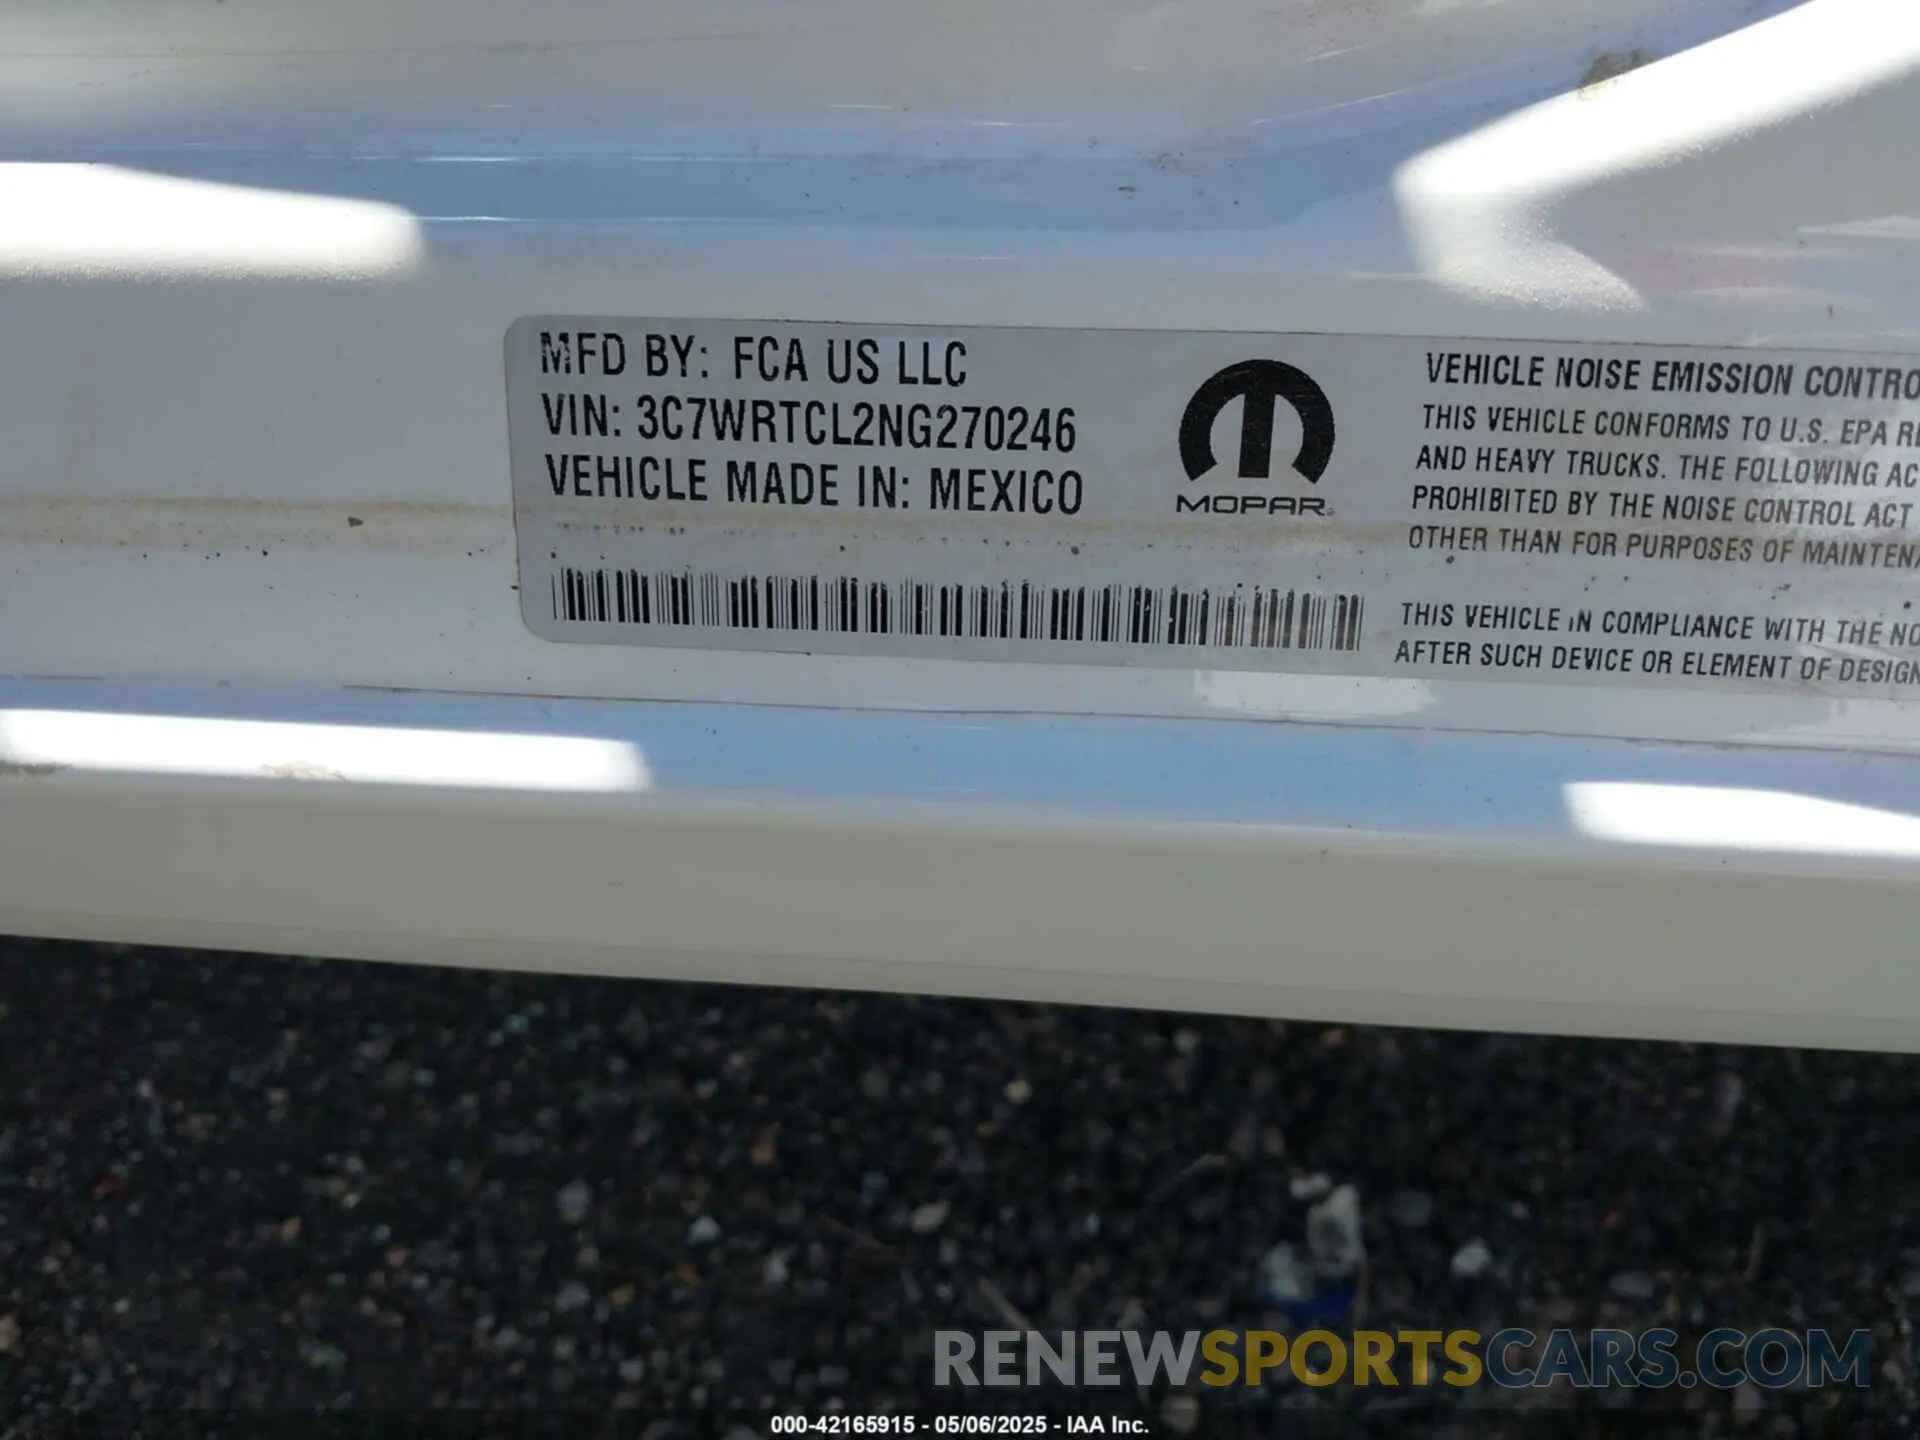 MFD BY: FCA US LLC
VIN: 3C7WRTCL2NG270246
VEHICLE MADE IN: MEXICO
MOPAR®
VEHICLE NOISE EMISSION CONTRO
THIS VEHICLE CONFORMS TO U.S. EPA R
AND HEAVY TRUCKS. THE FOLLOWING AC
PROHIBITED BY THE NOISE CONTROL ACT
OTHER THAN FOR PURPOSES OF MAINTENA
THIS VEHICLE IN COMPLIANCE WITH THE NO
AFTER SUCH DEVICE OR ELEMENT OF DESIGN
RENEWSPORTSCARS.COM
000-42165915 - 05/06/2025 - IAA Inc.